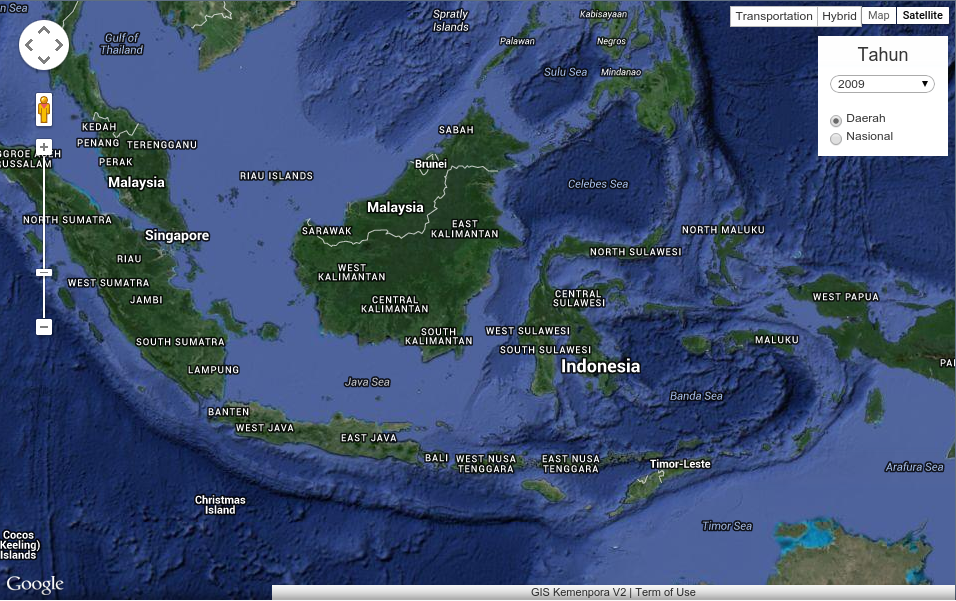 n Sea
Spratly
Islands
Kabisayaan
Transportation
Hybrid
Map
Satellite
Gulf of
Thailand
Palawan
Negros
Tahun
Sulu Sea
Mindanao
2009
Daerah
Nasional
KEDAH
PENANG
TERENGGANU
SABAH
RUSSALAM
PERAK
Brunei
Malaysia
RIAU ISLANDS
Celebes Sea
Malaysia
NORTH SUMATRA
SARAWAK
EAST
KALIMANTAN
NORTH MALUKU
Singapore
NORTH SULAWESI
RIAU
WEST
KALIMANTAN
WEST SUMATRA
JAMBI
CENTRAL
KALIMANTAN
CENTRAL
SULAWESI
WEST PAPUA
SOUTH
KALIMANTAN
WEST SULAWESI
SOUTH SUMATRA
SOUTH SULAWESI
MALUKU
Indonesia
PA
LAMPUNG
Java Sea
Banda Sea
BANTEN
WEST JAVA
EAST JAVA
BALI
WEST NUSA
TENGGARA
EAST NUSA
TENGGARA
Timor-Leste
Arafura Sea
Christmas
Island
Timor Sea
Cocos
Keeling)
Islands
Google
GIS Kemenpora V2 | Term of Use